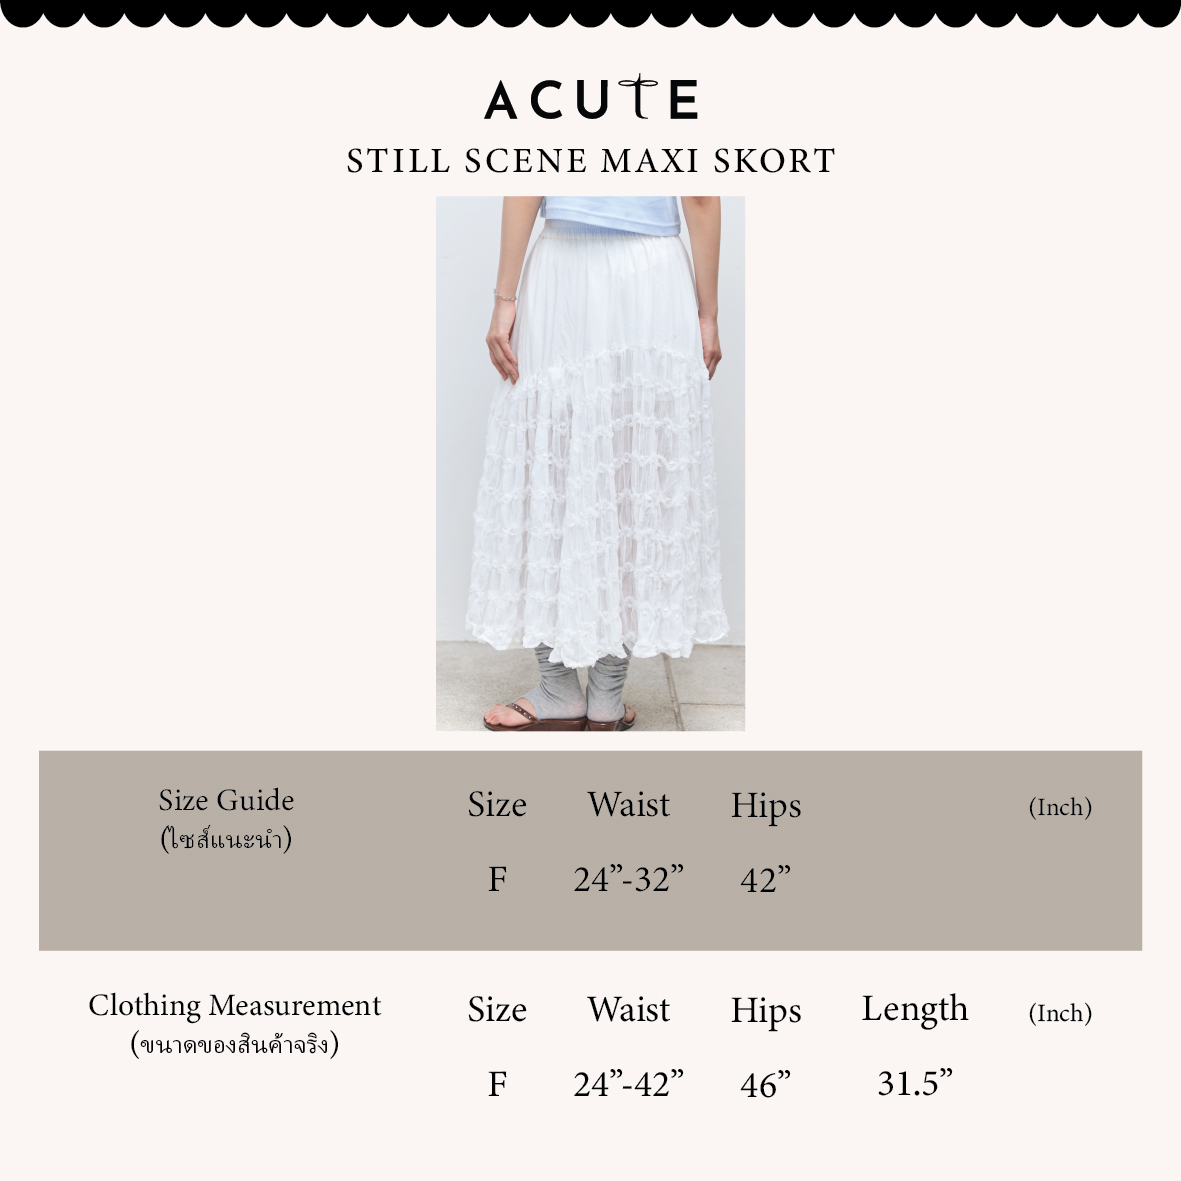 ACUTE
STILL SCENE MAXI SKORT
Size Guide
(ไซส์แนะนำ)
Size Waist Hips (Inch)
F 24”-32” 42”
Clothing Measurement
(ขนาดของสินค้าจริง)
Size Waist Hips Length (Inch)
F 24”-42” 46” 31.5”